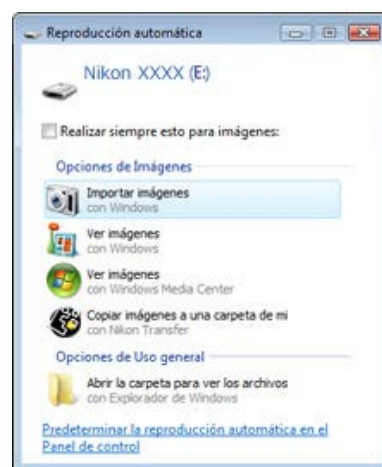 Reproducción automática
Nikon XXXX (E:)
Realizar siempre esto para imágenes:
Opciones de Imágenes
Importar imágenes
con Windows
Ver imágenes
con Windows
Ver imágenes
con Windows Media Center
Copiar imágenes a una carpeta de mi
con Nikon Transfer
Opciones de Uso general
Abrir la carpeta para ver los archivos
con Explorador de Windows
Predeterminar la reproducción automática en el
Panel de control